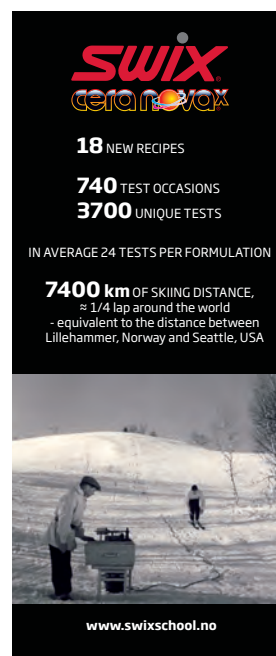 SWIX
cera novax
18 NEW RECIPES
740 TEST OCCASIONS
3700 UNIQUE TESTS
IN AVERAGE 24 TESTS PER FORMULATION
7400 km OF SKIING DISTANCE,
≈ 1/4 lap around the world
- equivalent to the distance between
Lillehammer, Norway and Seattle, USA
www.swixschool.no